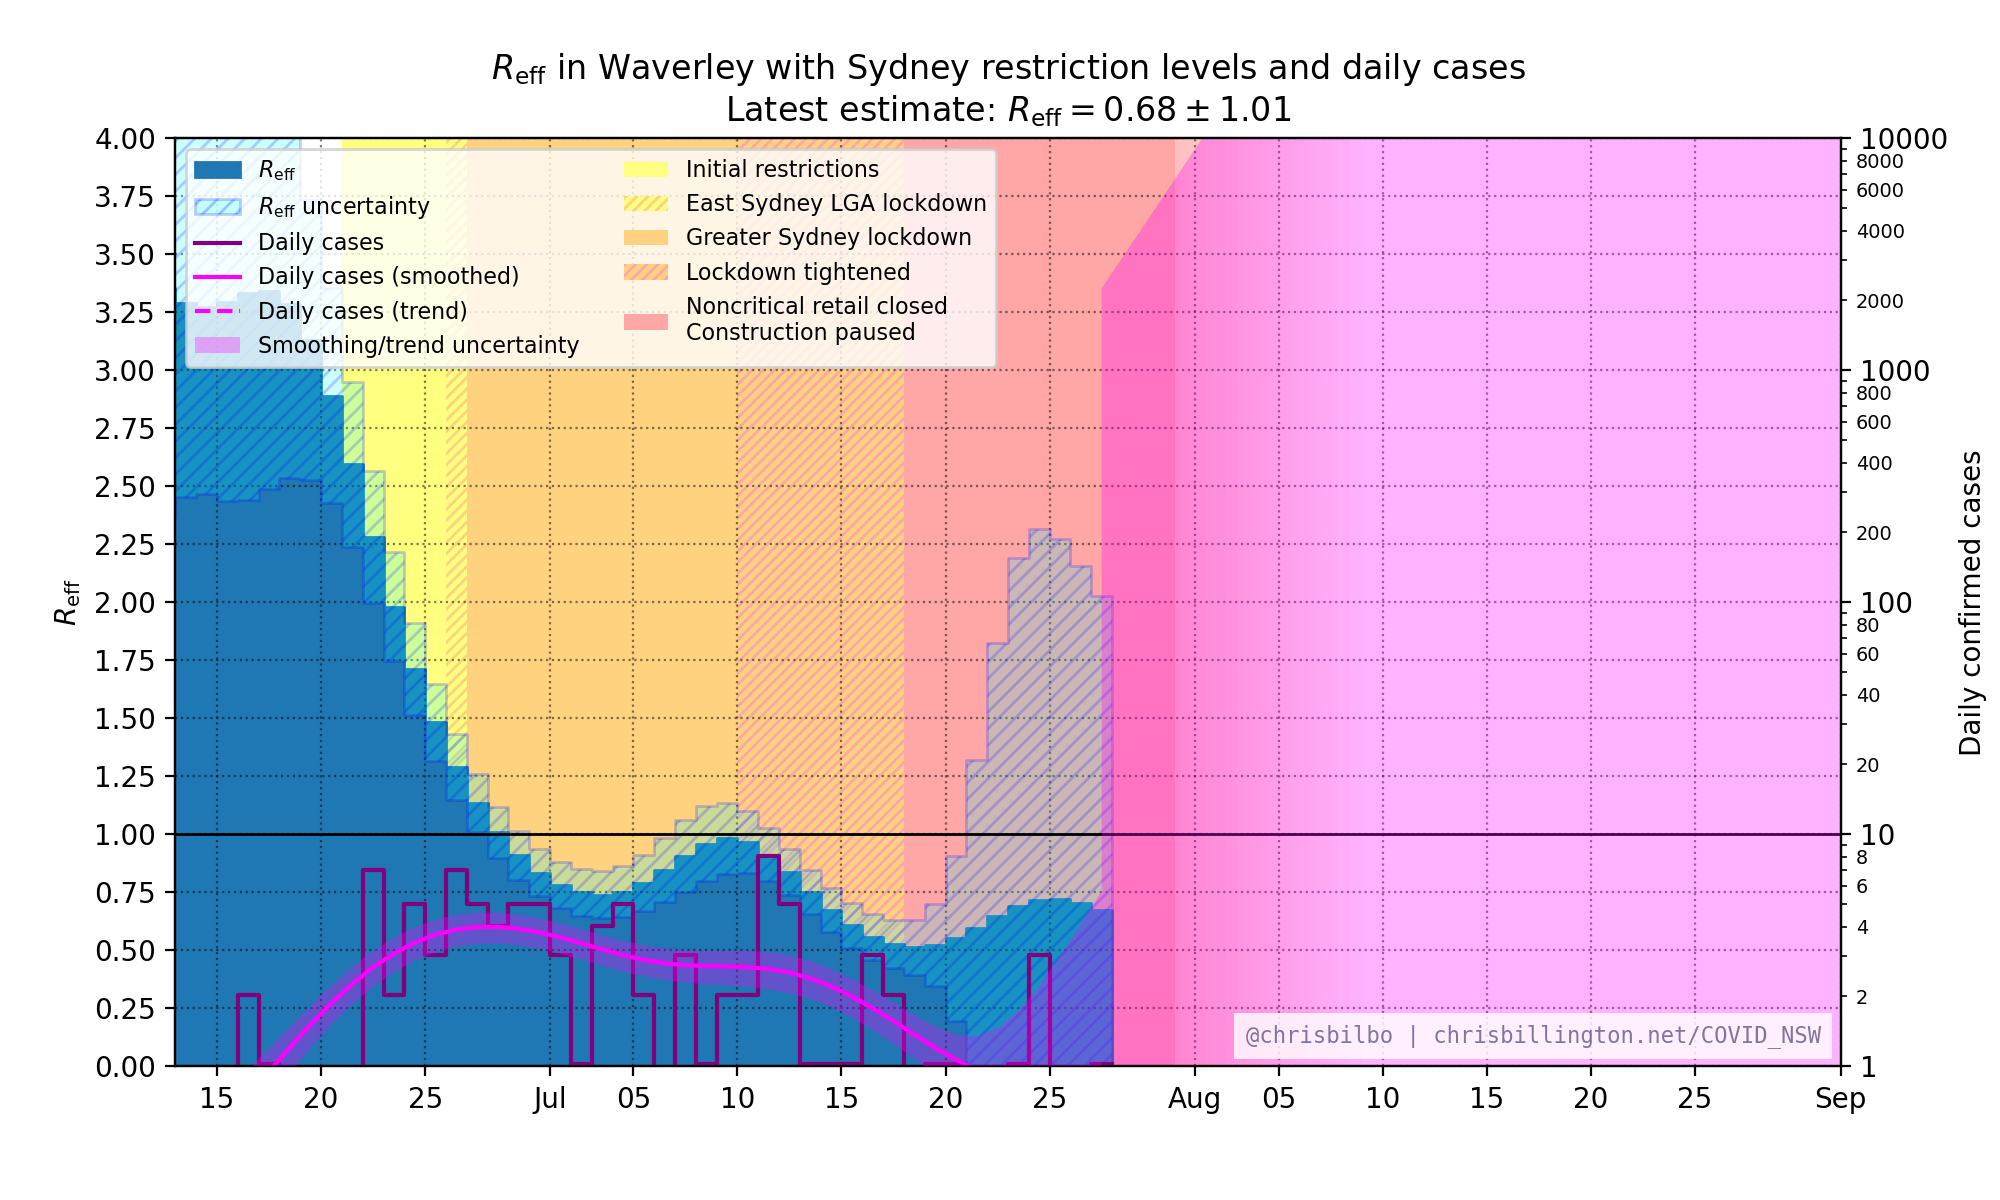 R_eff in Waverley with Sydney restriction levels and daily cases
Latest estimate: R_eff = 0.68 ± 1.01
R_eff
R_eff uncertainty
Daily cases
Daily cases (smoothed)
Daily cases (trend)
Smoothing/trend uncertainty
Initial restrictions
East Sydney LGA lockdown
Greater Sydney lockdown
Lockdown tightened
Noncritical retail closed
Construction paused
4.00
3.75
3.50
3.25
3.00
2.75
2.50
2.25
2.00
1.75
1.50
1.25
1.00
0.75
0.50
0.25
0.00
R_eff
10000
8000
6000
4000
2000
1000
800
600
400
200
100
80
60
40
20
10
8
6
4
2
1
Daily confirmed cases
@chrisbilbo | chrisbillington.net/COVID_NSW
15 20 25 Jul 05 10 15 20 25 Aug 05 10 15 20 25 Sep